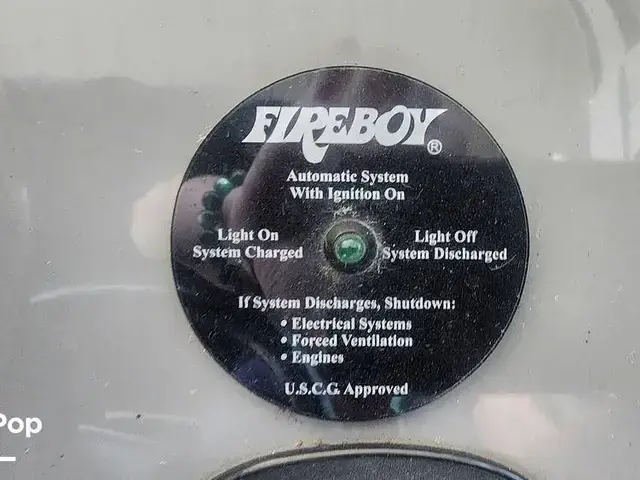 FIREBOY®
Automatic System
With Ignition On
Light On
System Charged
Light Off
System Discharged
If System Discharges, Shutdown:
• Electrical Systems
• Forced Ventilation
• Engines
U.S.C.G. Approved
Pop